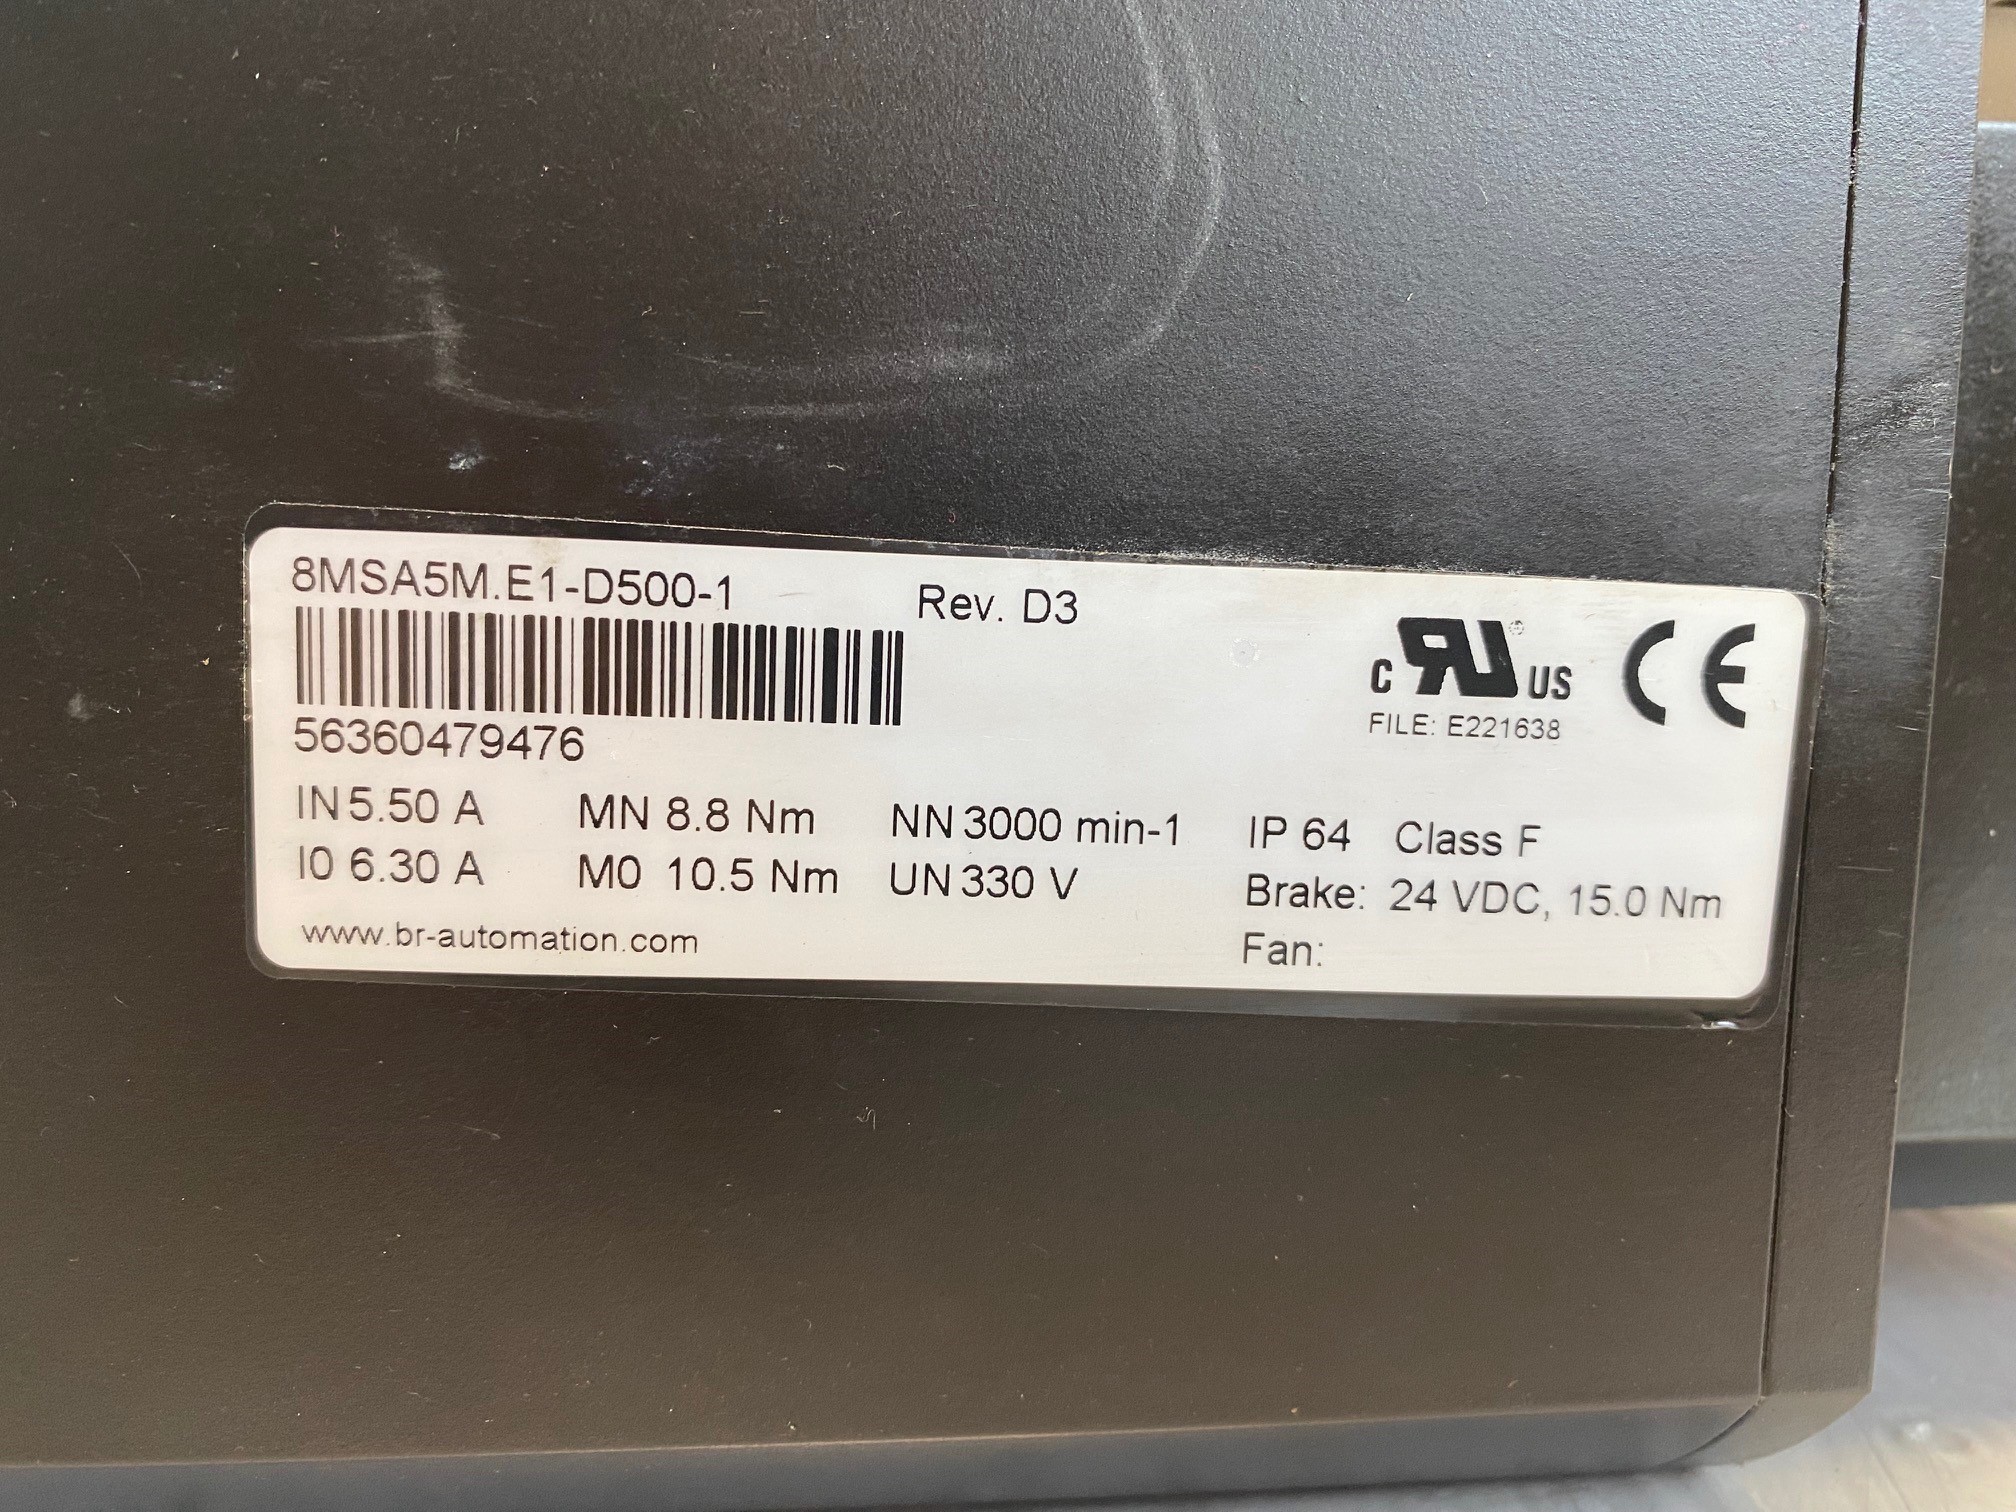 8MSA5M.E1-D500-1
Rev. D3
56360479476
c RU ® US
FILE: E221638
CE
IN 5.50 A
MN 8.8 Nm
NN 3000 min-1
IP 64 Class F
I0 6.30 A
M0 10.5 Nm
UN 330 V
Brake: 24 VDC, 15.0 Nm
www.br-automation.com
Fan: